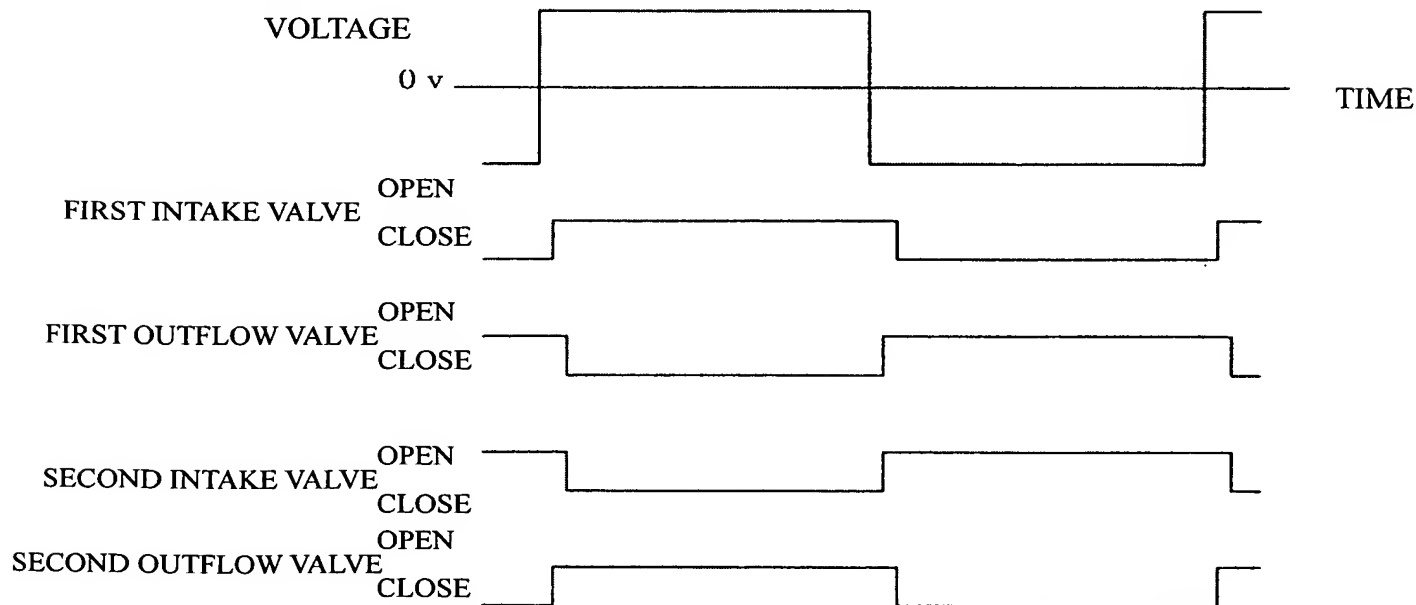 VOLTAGE
0 v
TIME
OPEN
FIRST INTAKE VALVE
CLOSE
OPEN
FIRST OUTFLOW VALVE
CLOSE
OPEN
SECOND INTAKE VALVE
CLOSE
OPEN
SECOND OUTFLOW VALVE
CLOSE